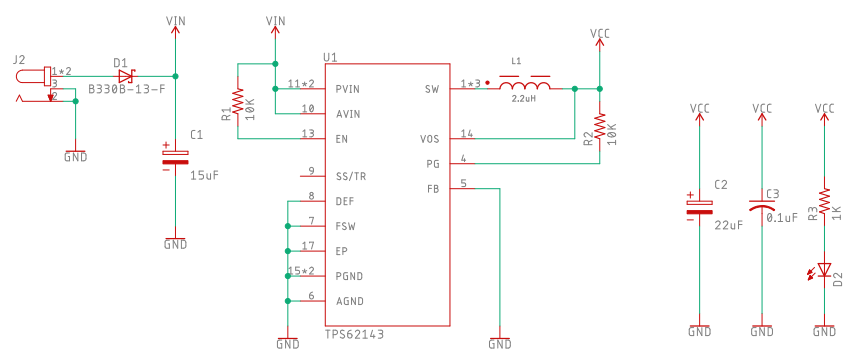 VIN
VIN
VCC
J2
D1
1*2
3
2
B330B-13-F
GND
C1
+
-
15uF
GND
R1
10K
U1
11*2
PVIN
10
AVIN
13
EN
9
SS/TR
8
DEF
7
FSW
17
EP
15*2
PGND
6
AGND
SW
1*3
VOS
14
PG
4
FB
5
TPS62143
GND
GND
L1
2.2uH
R2
10K
VCC
VCC
VCC
C2
+
-
22uF
GND
C3
0.1uF
GND
R3
1K
D2
GND